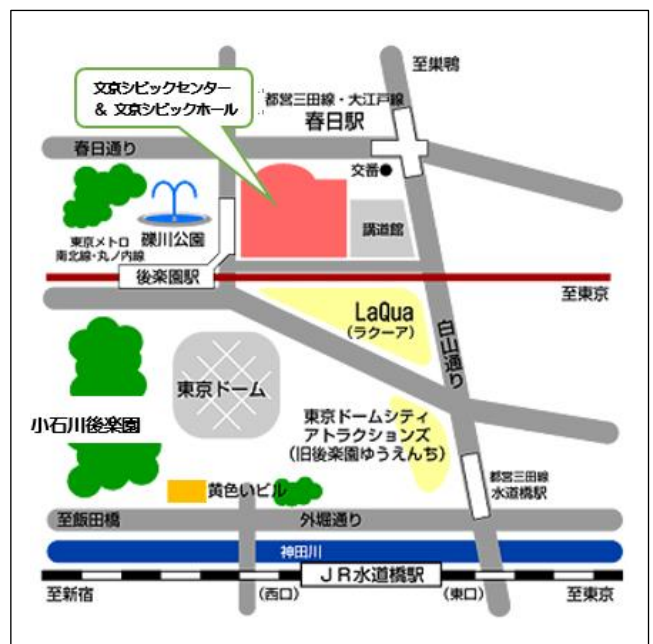 至巣鴨
文京シビックセンター
& 文京シビックホール
都営三田線・大江戸線
春日駅
春日通り
交番●
東京メトロ
南北線・丸ノ内線
礫川公園
講道館
後楽園駅
至東京
LaQua
(ラクーア)
白山通り
東京ドーム
小石川後楽園
東京ドームシティ
アトラクションズ
(旧後楽園ゆうえんち)
都営三田線
水道橋駅
黄色いビル
至飯田橋
外堀通り
神田川
JR水道橋駅
至新宿
(西口)
(東口)
至東京